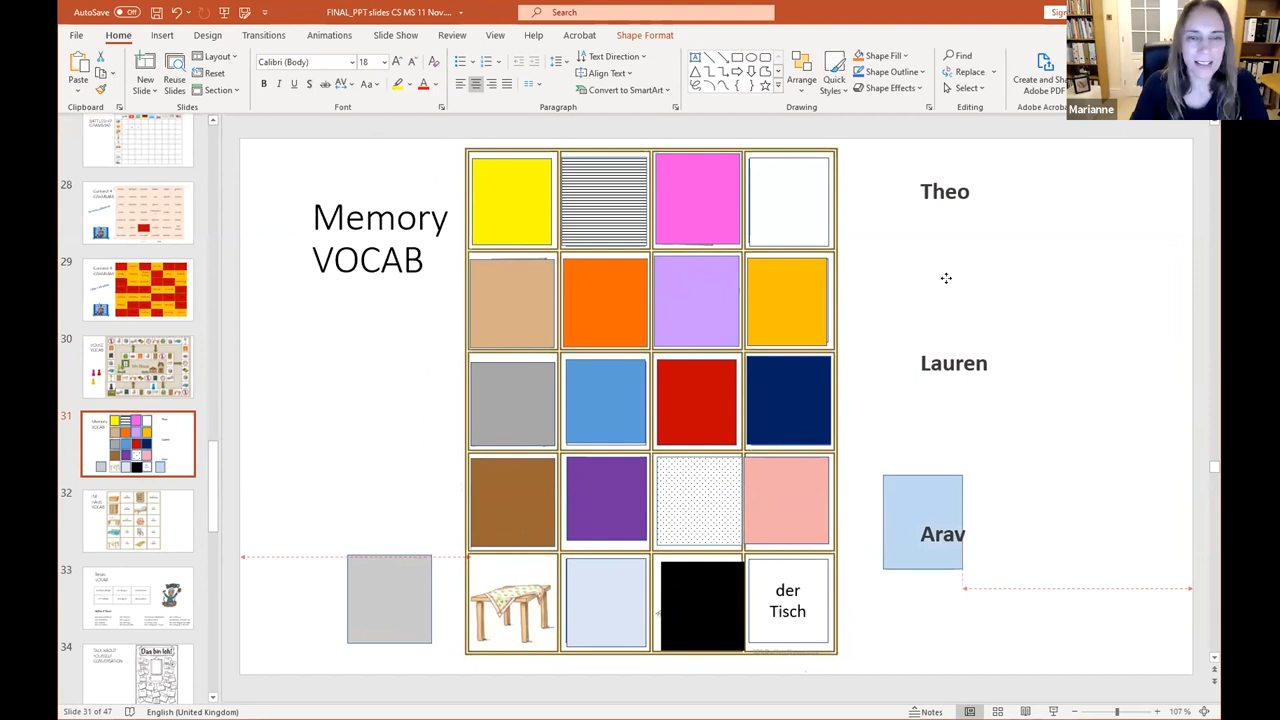 AutoSave Off
FINAL_PPT slides CS MS 11 Nov...
Search
Marianne
File Home Insert Design Transitions Animations Slide Show Review View Help Acrobat Shape Format
Paste
New Slide
Reuse Slides
Layout
Reset
Section
Calibri (Body) 18
Text Direction
Align Text
Convert to SmartArt
Arrange
Quick Styles
Shape Fill
Shape Outline
Shape Effects
Find
Replace
Select
Clipboard Slides Font Paragraph Drawing Editing
28
29
30
31
32
33
34
Memory
VOCAB
Theo
Lauren
Arav
der
Tisch
Das bin Ich!
Slide 31 of 47 English (United Kingdom) Notes 107 %